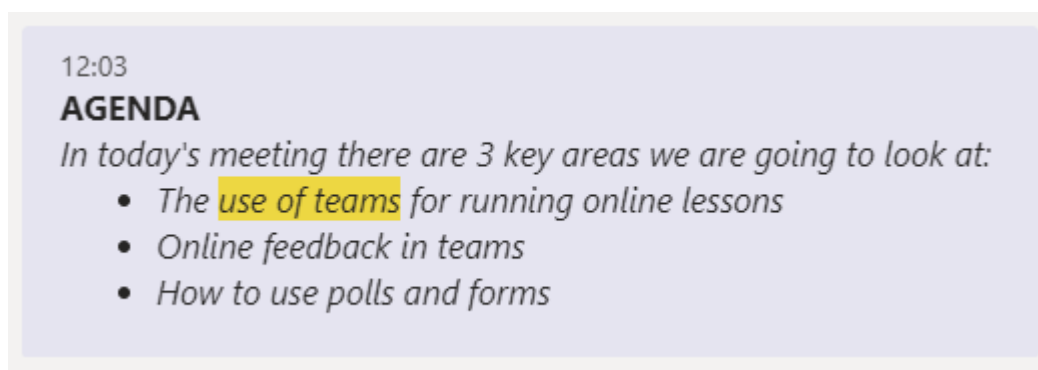 12:03
AGENDA
In today's meeting there are 3 key areas we are going to look at:
• The use of teams for running online lessons
• Online feedback in teams
• How to use polls and forms